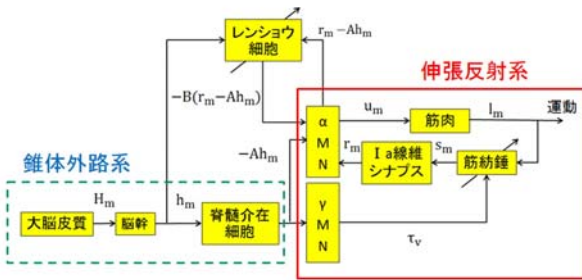 レンショウ
細胞
r_m−Ah_m
伸張反射系
−B(r_m−Ah_m)
α
M
N
u_m
筋肉
l_m
運動
−Ah_m
r_m
Ⅰa線維
シナプス
s_m
筋紡錘
錐体外路系
大脳皮質
H_m
脳幹
h_m
脊髄介在
細胞
γ
M
N
τ_v